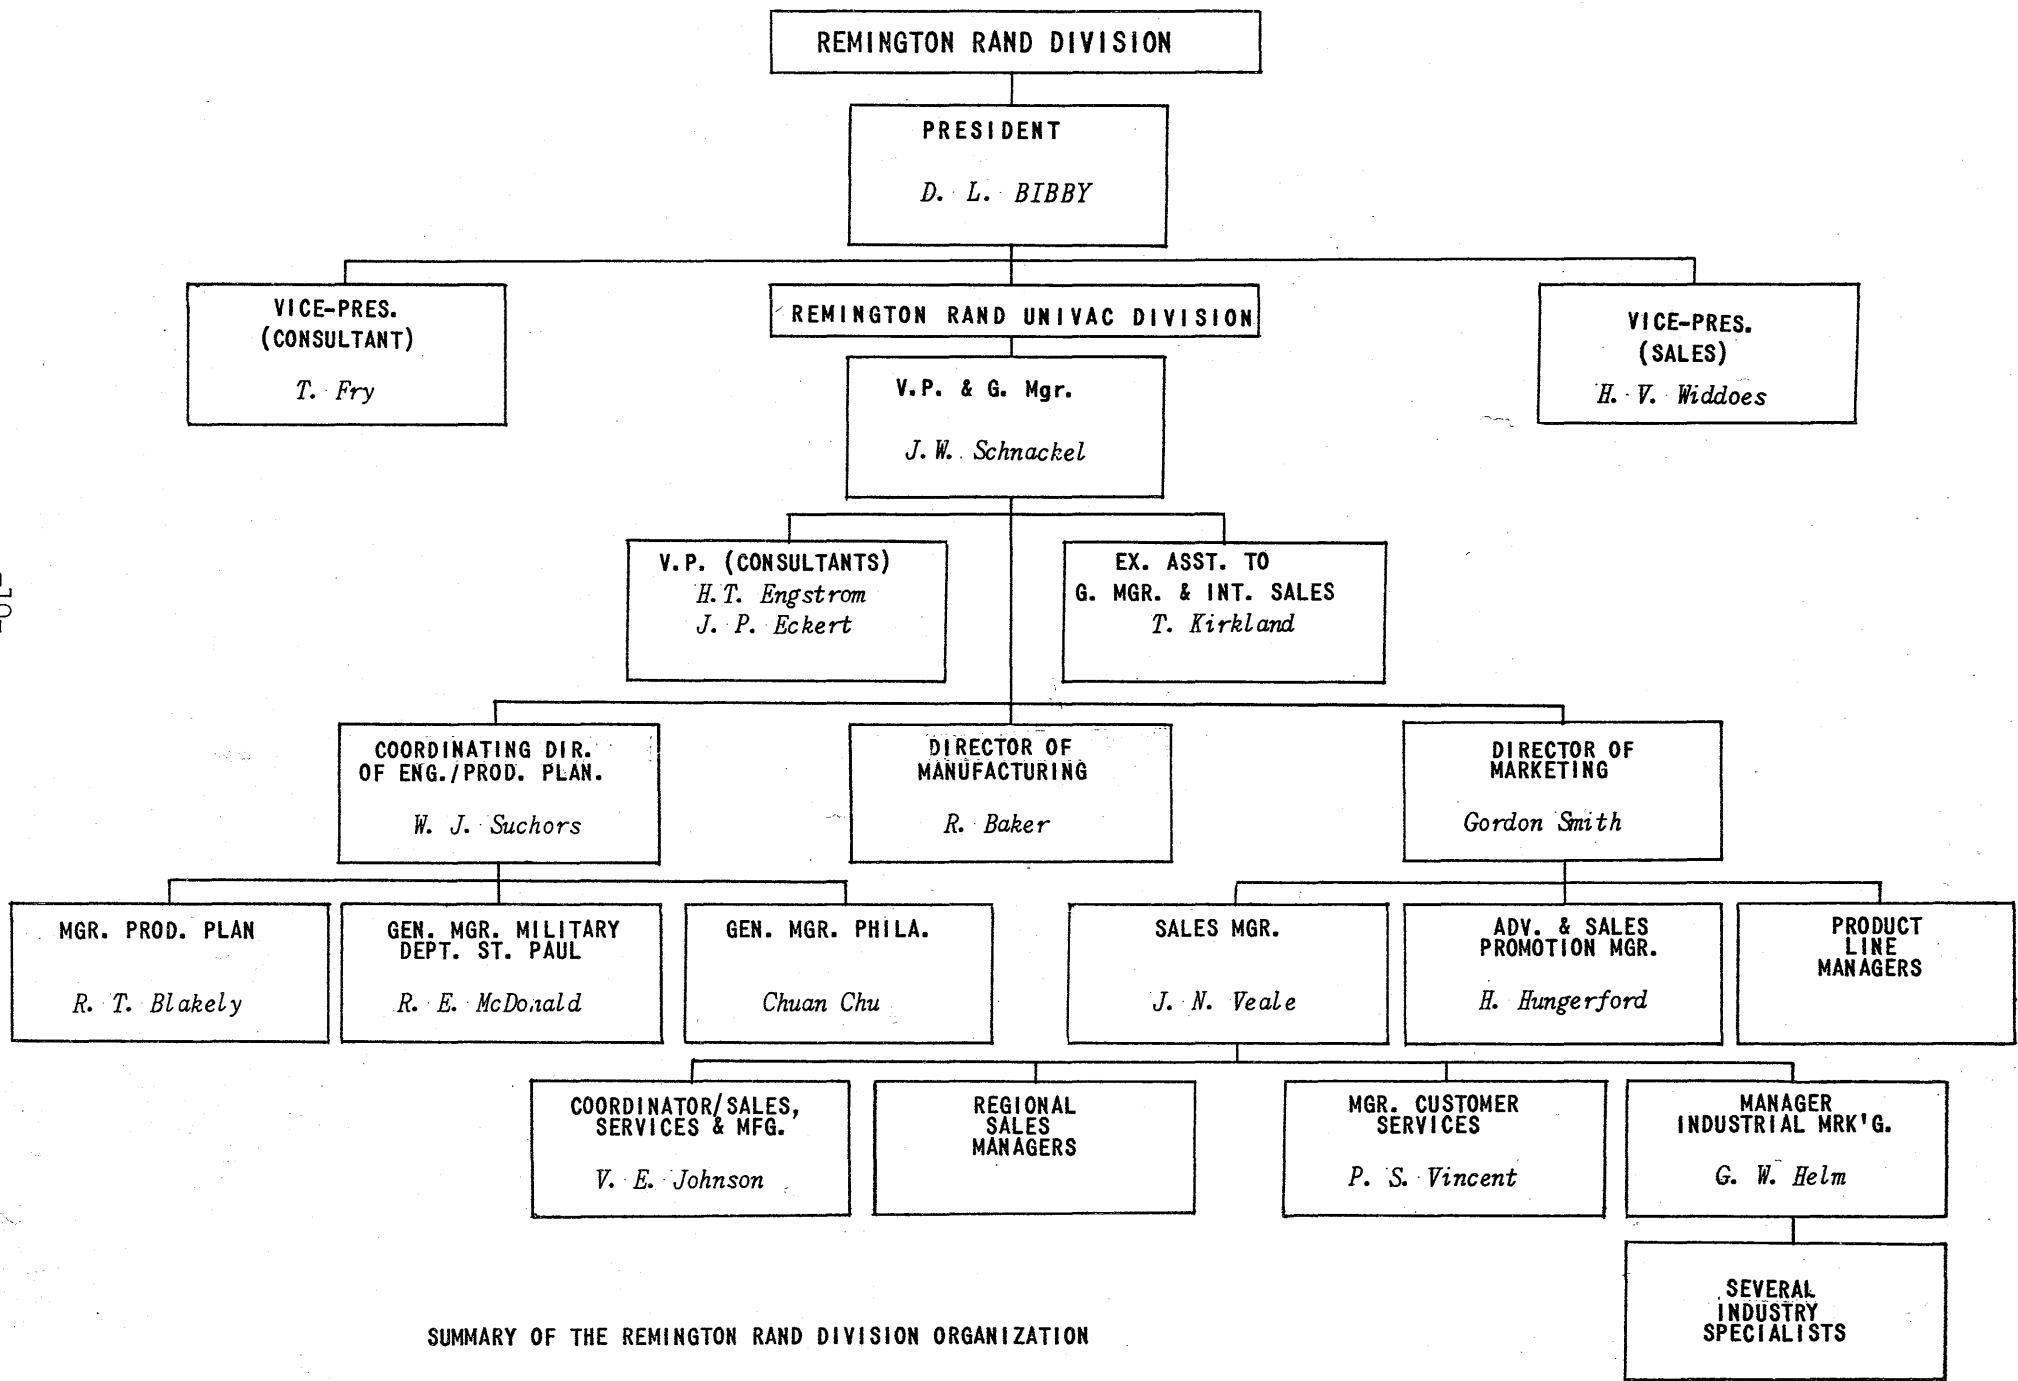 REMINGTON RAND DIVISION
PRESIDENT
D. L. BIBBY
VICE-PRES.
(CONSULTANT)
T. Fry
REMINGTON RAND UNIVAC DIVISION
V.P. & G. Mgr.
J.W. Schnackel
VICE-PRES.
(SALES)
H. V. Widdoes
V.P. (CONSULTANTS)
H.T. Engstrom
J. P. Eckert
EX. ASST. TO
G. MGR. & INT. SALES
T. Kirkland
COORDINATING DIR.
OF ENG./PROD. PLAN.
W. J. Suchors
DIRECTOR OF
MANUFACTURING
R. Baker
DIRECTOR OF
MARKETING
Gordon Smith
MGR. PROD. PLAN
R. T. Blakely
GEN. MGR. MILITARY
DEPT. ST. PAUL
R. E. McDonald
GEN. MGR. PHILA.
Chuan Chu
SALES MGR.
J. N. Veale
ADV. & SALES
PROMOTION MGR.
H. Hungerford
PRODUCT
LINE
MANAGERS
COORDINATOR/SALES,
SERVICES & MFG.
V. E. Johnson
REGIONAL
SALES
MANAGERS
MGR. CUSTOMER
SERVICES
P. S. Vincent
MANAGER
INDUSTRIAL MRK'G.
G. W. Helm
SEVERAL
INDUSTRY
SPECIALISTS
SUMMARY OF THE REMINGTON RAND DIVISION ORGANIZATION